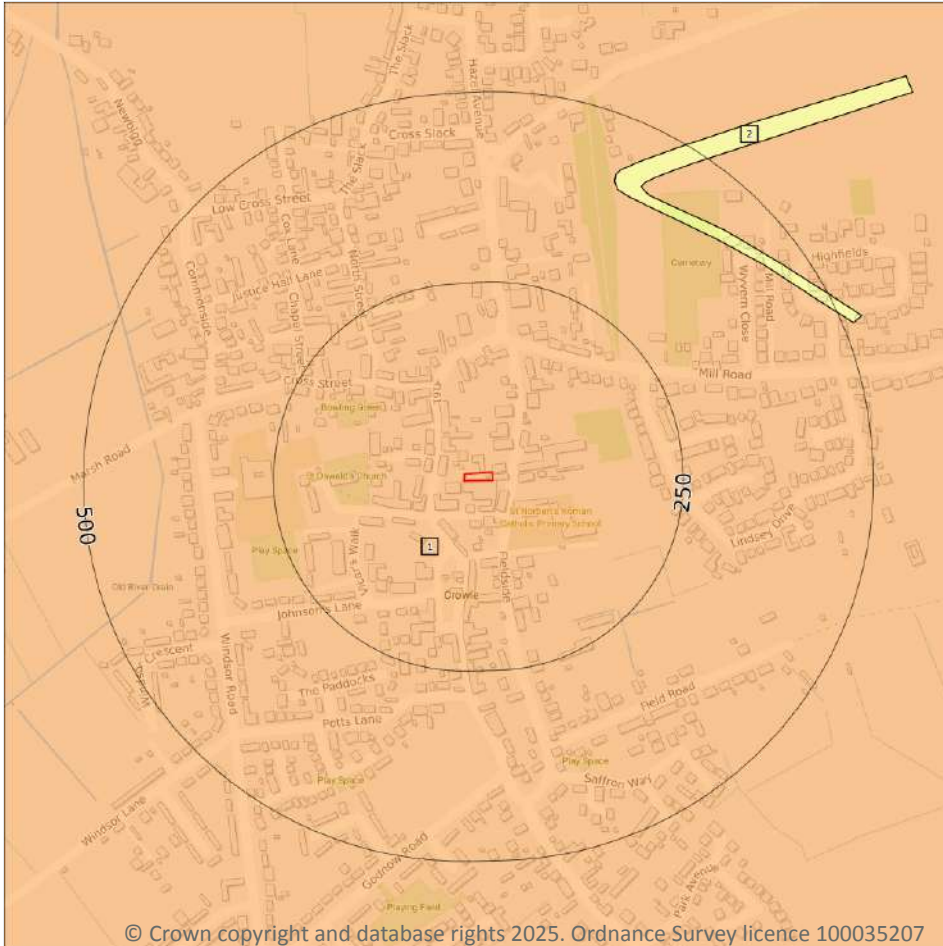 The Slack
Hazel Avenue
Newbigg
Cross Slack
2
The Slack
Low Cross Street
Cox Lane
North Street
Highfields
Cemetery
Commonside
Justice Hall Lane
Wyvern Close
Mill Road
Chapel Street
Mill Road
Cross Street
Bowling Green
A161
Marsh Road
St Oswald's Church
250
500
St Norbert's Roman
Catholic Primary School
Lindsey Drive
1
Play Space
Vicar's Walk
Fieldside
Old River Drain
Crowle
Johnson's Lane
Crescent
Windsor
Windsor Road
The Paddocks
Field Road
Potts Lane
Play Space
Play Space
Saffron Way
Windsor Lane
Godnow Road
Park Avenue
Playing Field
© Crown copyright and database rights 2025. Ordnance Survey licence 100035207